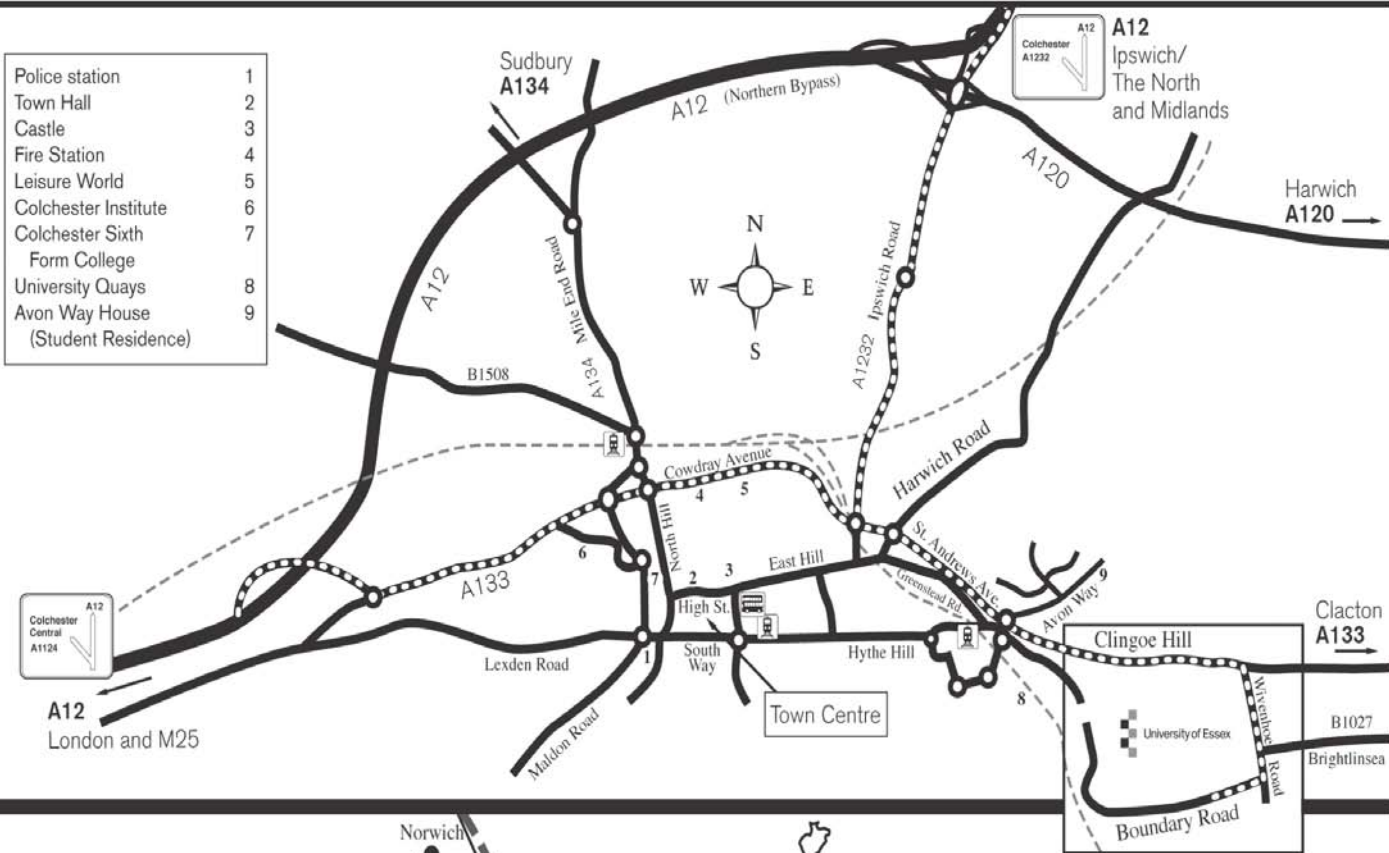 Police station 1
Town Hall 2
Castle 3
Fire Station 4
Leisure World 5
Colchester Institute 6
Colchester Sixth 7
Form College
University Quays 8
Avon Way House 9
(Student Residence)
Sudbury
A134
A12 (Northern Bypass)
Colchester
A1232
A12
A12
Ipswich/
The North
and Midlands
A120
Harwich
A120
N
W E
S
A12
A134 Mile End Road
A1232 Ipswich Road
B1508
Harwich Road
Cowdray Avenue
4 5
North Hill
6
7
A133
2 3
East Hill
High St.
St. Andrews Ave.
Greenstead Rd.
Avon Way
9
Colchester
Central
A1124
A12
A12
London and M25
Lexden Road
1
South
Way
Hythe Hill
Maldon Road
Town Centre
8
Clingoe Hill
Clacton
A133
Wivenhoe Road
University of Essex
B1027
Brightlinsea
Boundary Road
Norwich